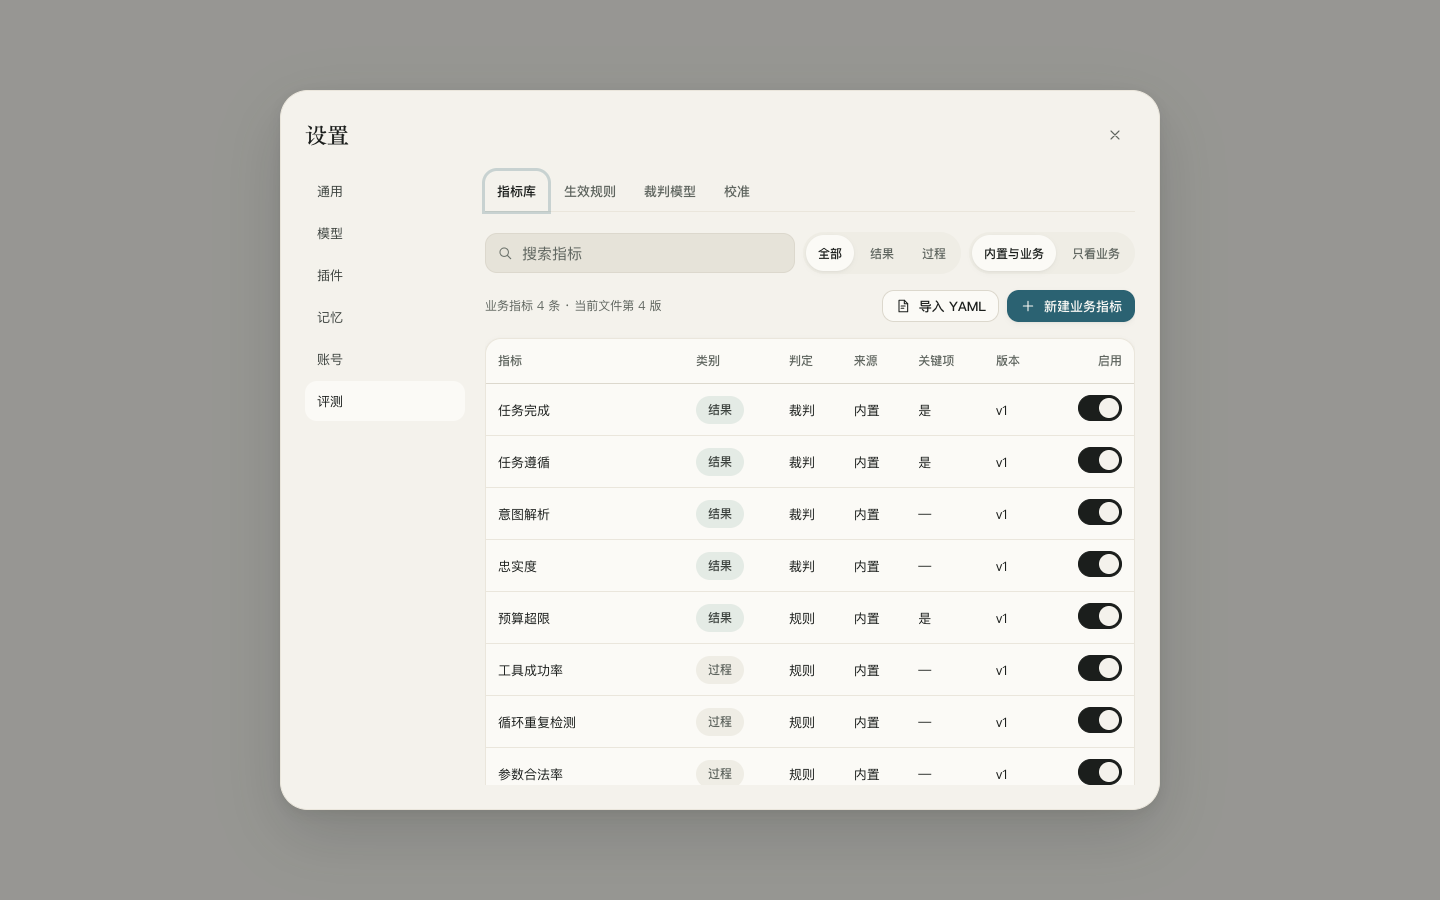 设置
通用
模型
插件
记忆
账号
评测
指标库 生效规则 裁判模型 校准
搜索指标 全部 结果 过程 内置与业务 只看业务
业务指标 4 条 · 当前文件第 4 版 导入 YAML 新建业务指标
指标 类别 判定 来源 关键项 版本 启用
任务完成 结果 裁判 内置 是 v1
任务遵循 结果 裁判 内置 是 v1
意图解析 结果 裁判 内置 — v1
忠实度 结果 裁判 内置 — v1
预算超限 结果 规则 内置 是 v1
工具成功率 过程 规则 内置 — v1
循环重复检测 过程 规则 内置 — v1
参数合法率 过程 规则 内置 — v1